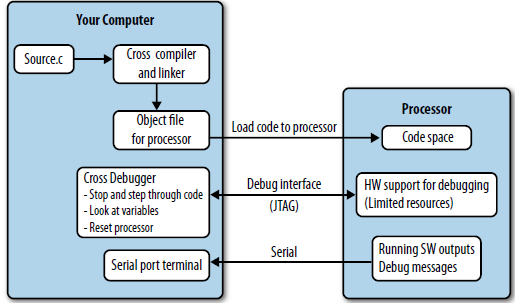 Your Computer
Source.c
Cross compiler
and linker
Object file
for processor
Load code to processor
Processor
Code space
Cross Debugger
- Stop and step through code
- Look at variables
- Reset processor
Debug interface
(JTAG)
HW support for debugging
(Limited resources)
Serial port terminal
Serial
Running SW outputs
Debug messages